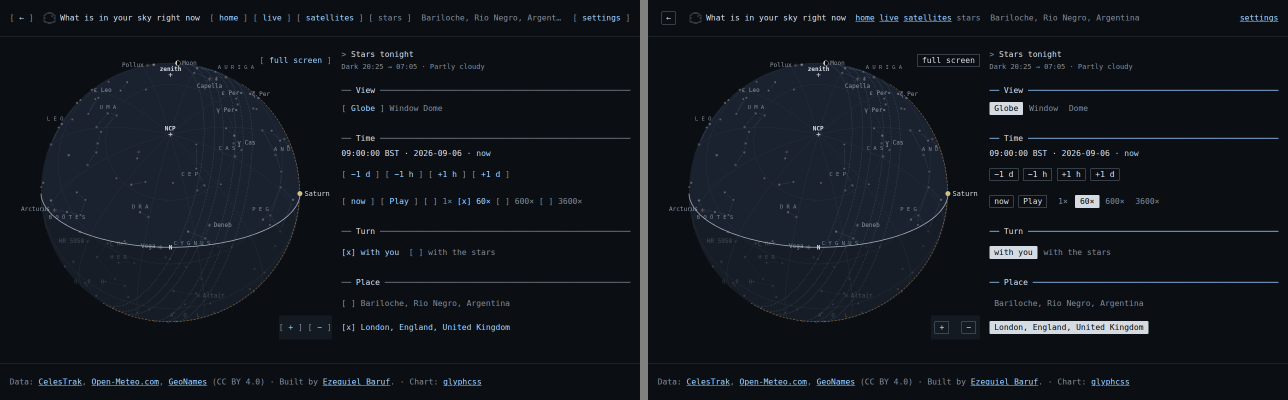 [ ← ] What is in your sky right now [ home ] [ live ] [ satellites ] [ stars ] Bariloche, Río Negro, Argent… [ settings ]
[ full screen ]
> Stars tonight
Dark 20:25 → 07:05 · Partly cloudy
View
[ Globe ] Window Dome
Time
09:00:00 BST · 2026-09-06 · now
[ −1 d ] [ −1 h ] [ +1 h ] [ +1 d ]
[ now ] [ Play ] [ ] 1× [x] 60× [ ] 600× [ ] 3600×
Turn
[x] with you [ ] with the stars
Place
[ ] Bariloche, Río Negro, Argentina
[x] London, England, United Kingdom
Pollux
Moon
zenith
AURIGA
Capella
ε Leo
ε Per
ζ Per
UMA
γ Per
LEO
NCP
γ Cas
CAS
AND
CEP
Saturn
Arcturus
DRA
PEG
BOÖTES
Deneb
Vega
N
CYGNUS
HER
Altair
[ + ] [ − ]
Data: CelesTrak, Open-Meteo.com, GeoNames (CC BY 4.0) · Built by Ezequiel Baruf. · Chart: glyphcss
← What is in your sky right now home live satellites stars Bariloche, Río Negro, Argentina settings
full screen
> Stars tonight
Dark 20:25 → 07:05 · Partly cloudy
View
Globe Window Dome
Time
09:00:00 BST · 2026-09-06 · now
−1 d −1 h +1 h +1 d
now Play 1× 60× 600× 3600×
Turn
with you with the stars
Place
Bariloche, Río Negro, Argentina
London, England, United Kingdom
Pollux
Moon
zenith
AURIGA
Capella
ε Leo
ε Per
ζ Per
UMA
γ Per
LEO
NCP
γ Cas
CAS
AND
CEP
Saturn
Arcturus
DRA
PEG
BOÖTES
Deneb
Vega
N
CYGNUS
HER
Altair
+ −
Data: CelesTrak, Open-Meteo.com, GeoNames (CC BY 4.0) · Built by Ezequiel Baruf. · Chart: glyphcss